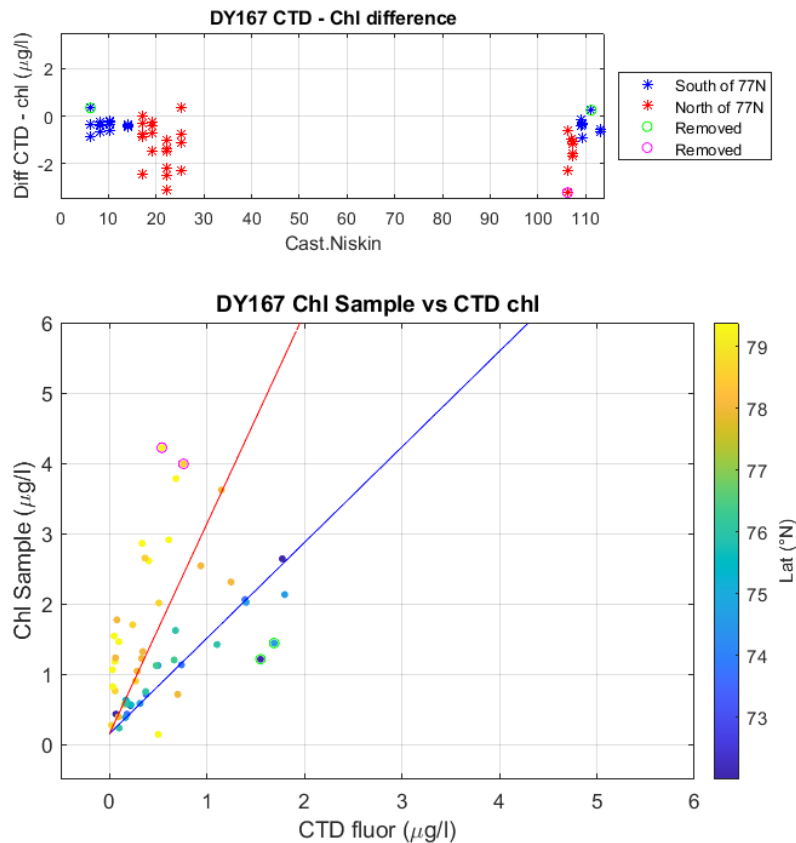 DY167 CTD - Chl difference
Diff CTD - chl (μg/l)
2
0
-2
0 10 20 30 40 50 60 70 80 90 100 110
Cast.Niskin
South of 77N
North of 77N
Removed
Removed
DY167 Chl Sample vs CTD chl
Chl Sample (μg/l)
6
5
4
3
2
1
0
0 1 2 3 4 5 6
CTD fluor (μg/l)
79
78
77
76
75
74
73
Lat (°N)